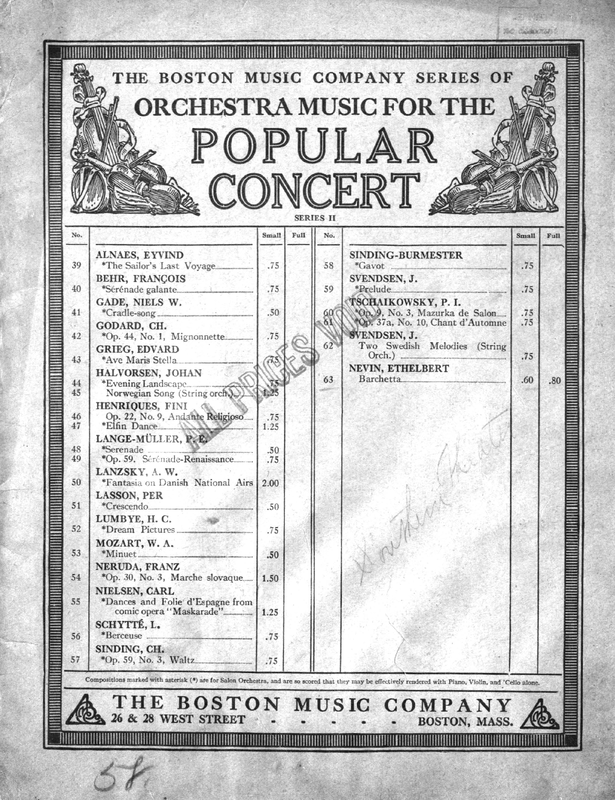 THE BOSTON MUSIC COMPANY SERIES OF
ORCHESTRA MUSIC FOR THE
POPULAR
CONCERT
SERIES II
No. Small Full
ALNAES, EYVIND
39 *The Sailor's Last Voyage .75
BEHR, FRANÇOIS
40 *Sérénade galante .75
GADE, NIELS W.
41 *Cradle-song .50
GODARD, CH.
42 *Op. 44, No. 1, Mignonnette .75
GRIEG, EDVARD
43 *Ave Maris Stella .75
HALVORSEN, JOHAN
44 *Evening Landscape .75
45 Norwegian Song (String orch.) 1.25
HENRIQUES, FINI
46 Op. 22, No. 9, Andante Religioso .75
47 *Elfin Dance 1.25
LANGE-MÜLLER, P. E.
48 *Serenade .50
49 *Op. 59, Sérénade-Renaissance .75
LANZSKY, A. W.
50 *Fantasia on Danish National Airs 2.00
LASSON, PER
51 *Crescendo .50
LUMBYE, H. C.
52 *Dream Pictures .75
MOZART, W. A.
53 *Minuet .50
NERUDA, FRANZ
54 *Op. 30, No. 3, Marche slovaque 1.50
NIELSEN, CARL
55 *Dances and Folie d'Espagne from
comic opera "Maskarade" 1.25
SCHYTTÉ, L.
56 *Berceuse .75
SINDING, CH.
57 *Op. 59, No. 3, Waltz .75
No. Small Full
SINDING-BURMESTER
58 *Gavot .75
SVENDSEN, J.
59 *Prelude .75
TSCHAIKOWSKY, P. I.
60 *Op. 9, No. 3, Mazurka de Salon .75
61 *Op. 37a, No. 10, Chant d'Automne .75
SVENDSEN, J.
62 Two Swedish Melodies (String
Orch.) .75
NEVIN, ETHELBERT
63 Barchetta .60 .80
ALL PRICES VOID
Compositions marked with asterisk (*) are for Salon Orchestra, and are so scored that they may be effectively rendered with Piano, Violin, and 'Cello alone.
THE BOSTON MUSIC COMPANY
26 & 28 WEST STREET - - - - - BOSTON, MASS.
58